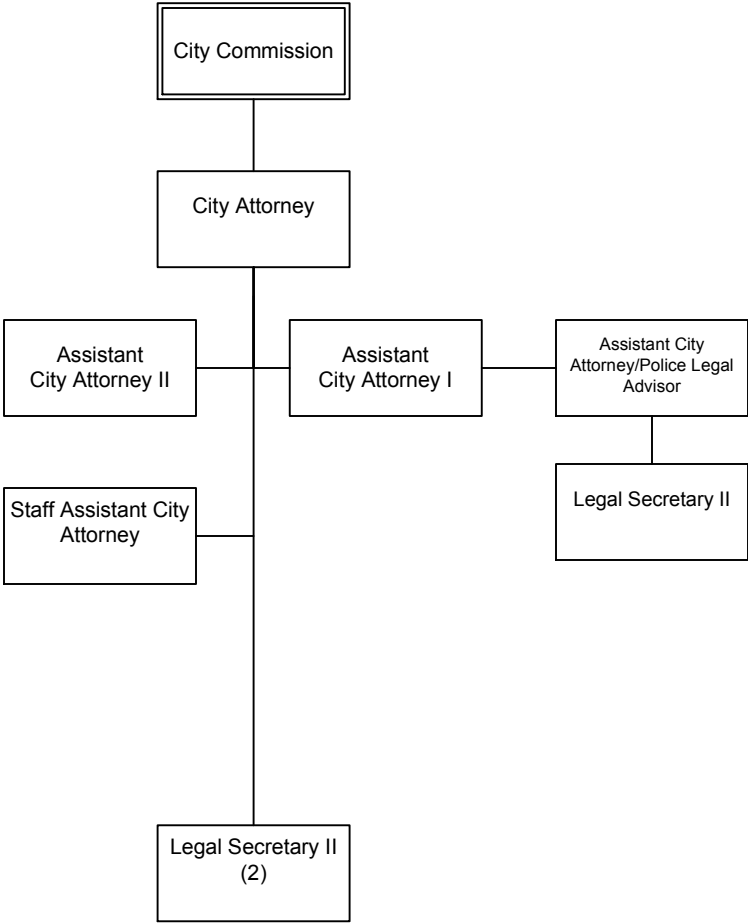 City Commission
City Attorney
Assistant
City Attorney II
Assistant
City Attorney I
Assistant City
Attorney/Police Legal
Advisor
Staff Assistant City
Attorney
Legal Secretary II
Legal Secretary II
(2)